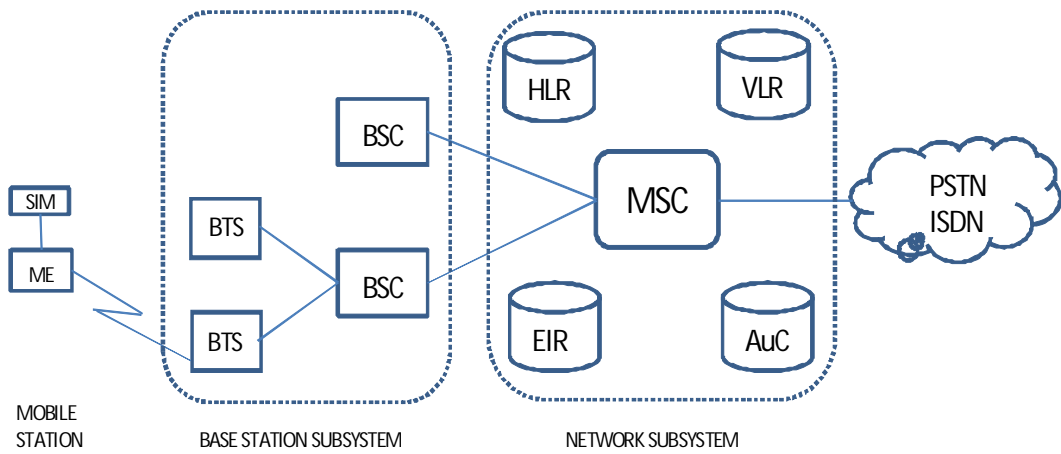 HLR
VLR
BSC
MSC
PSTN
ISDN
SIM
BTS
ME
BSC
BTS
EIR
AuC
MOBILE
STATION
BASE STATION SUBSYSTEM
NETWORK SUBSYSTEM